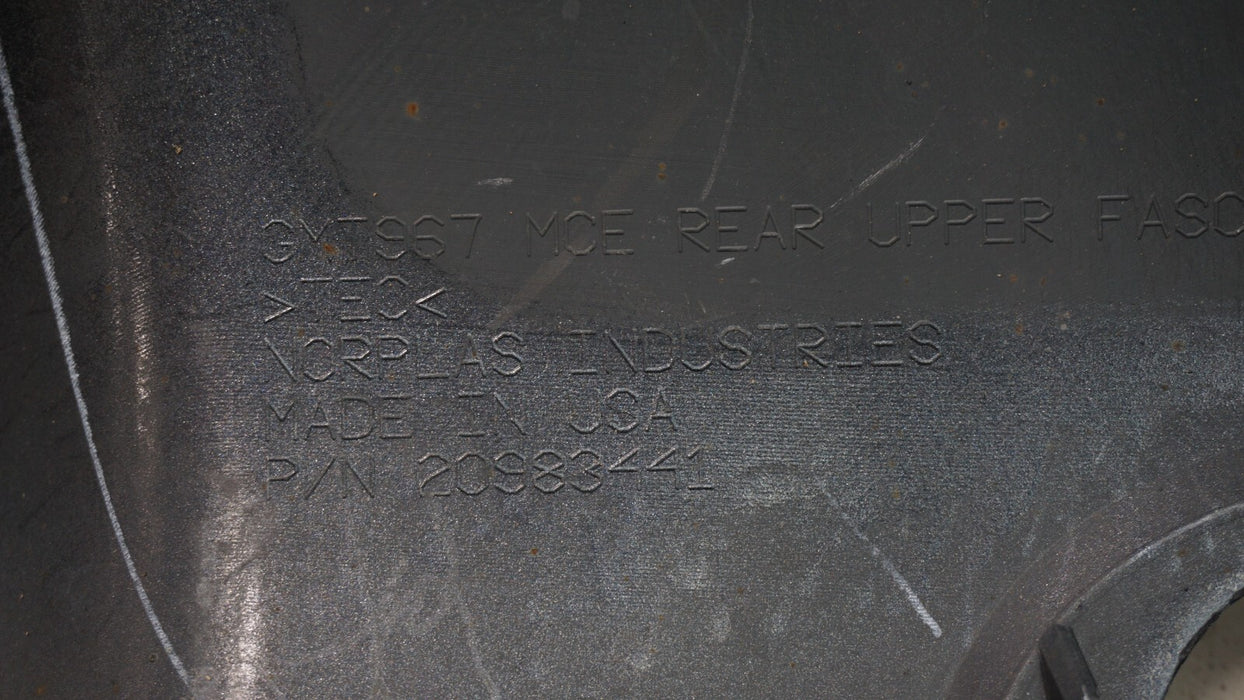 GMT967 MCE REAR UPPER FASC
>TEO<
NORPLAS INDUSTRIES
MADE IN USA
P/N 20983441